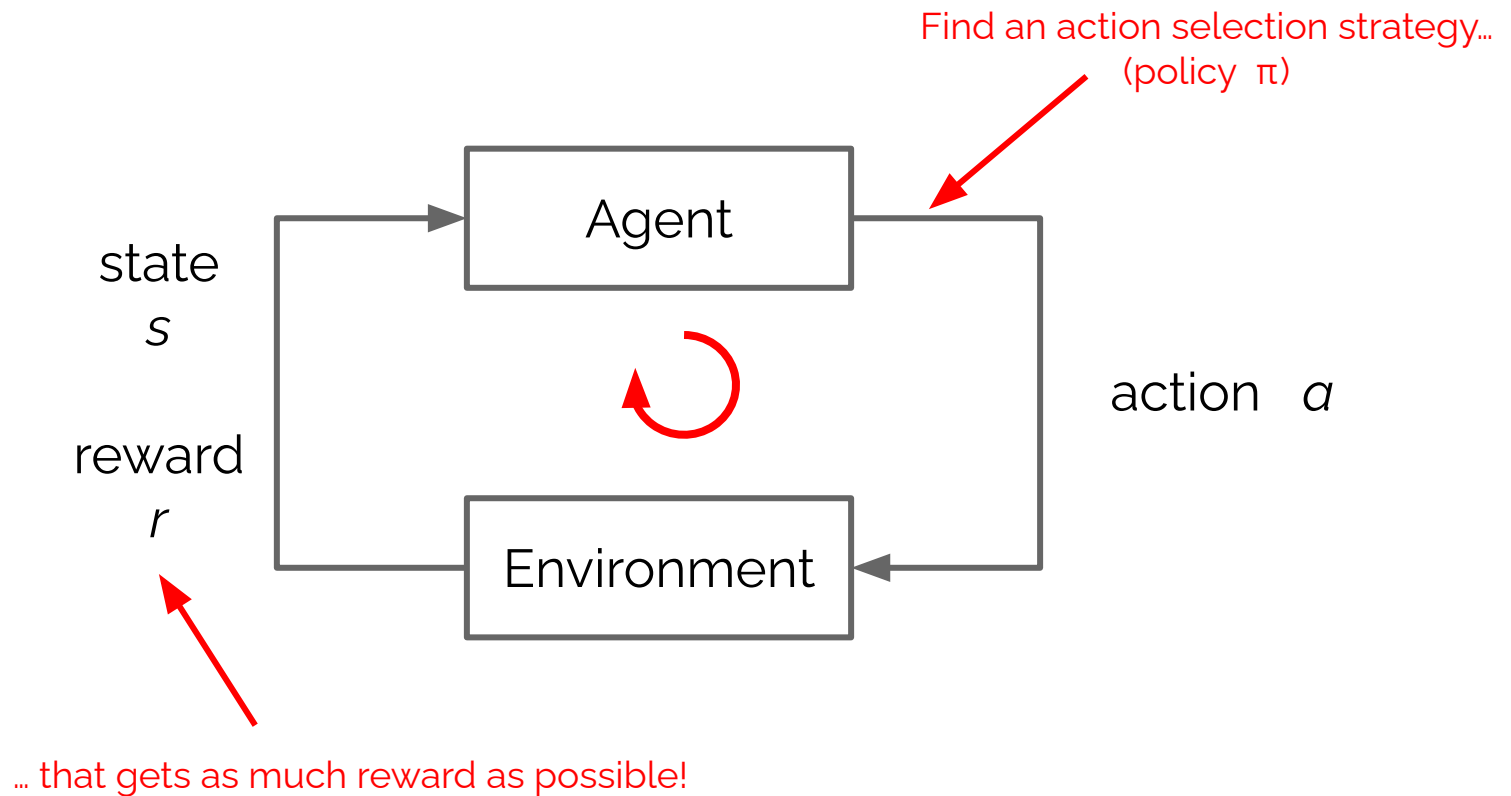 Find an action selection strategy...
(policy π)
Agent
state
s
action a
reward
r
Environment
... that gets as much reward as possible!